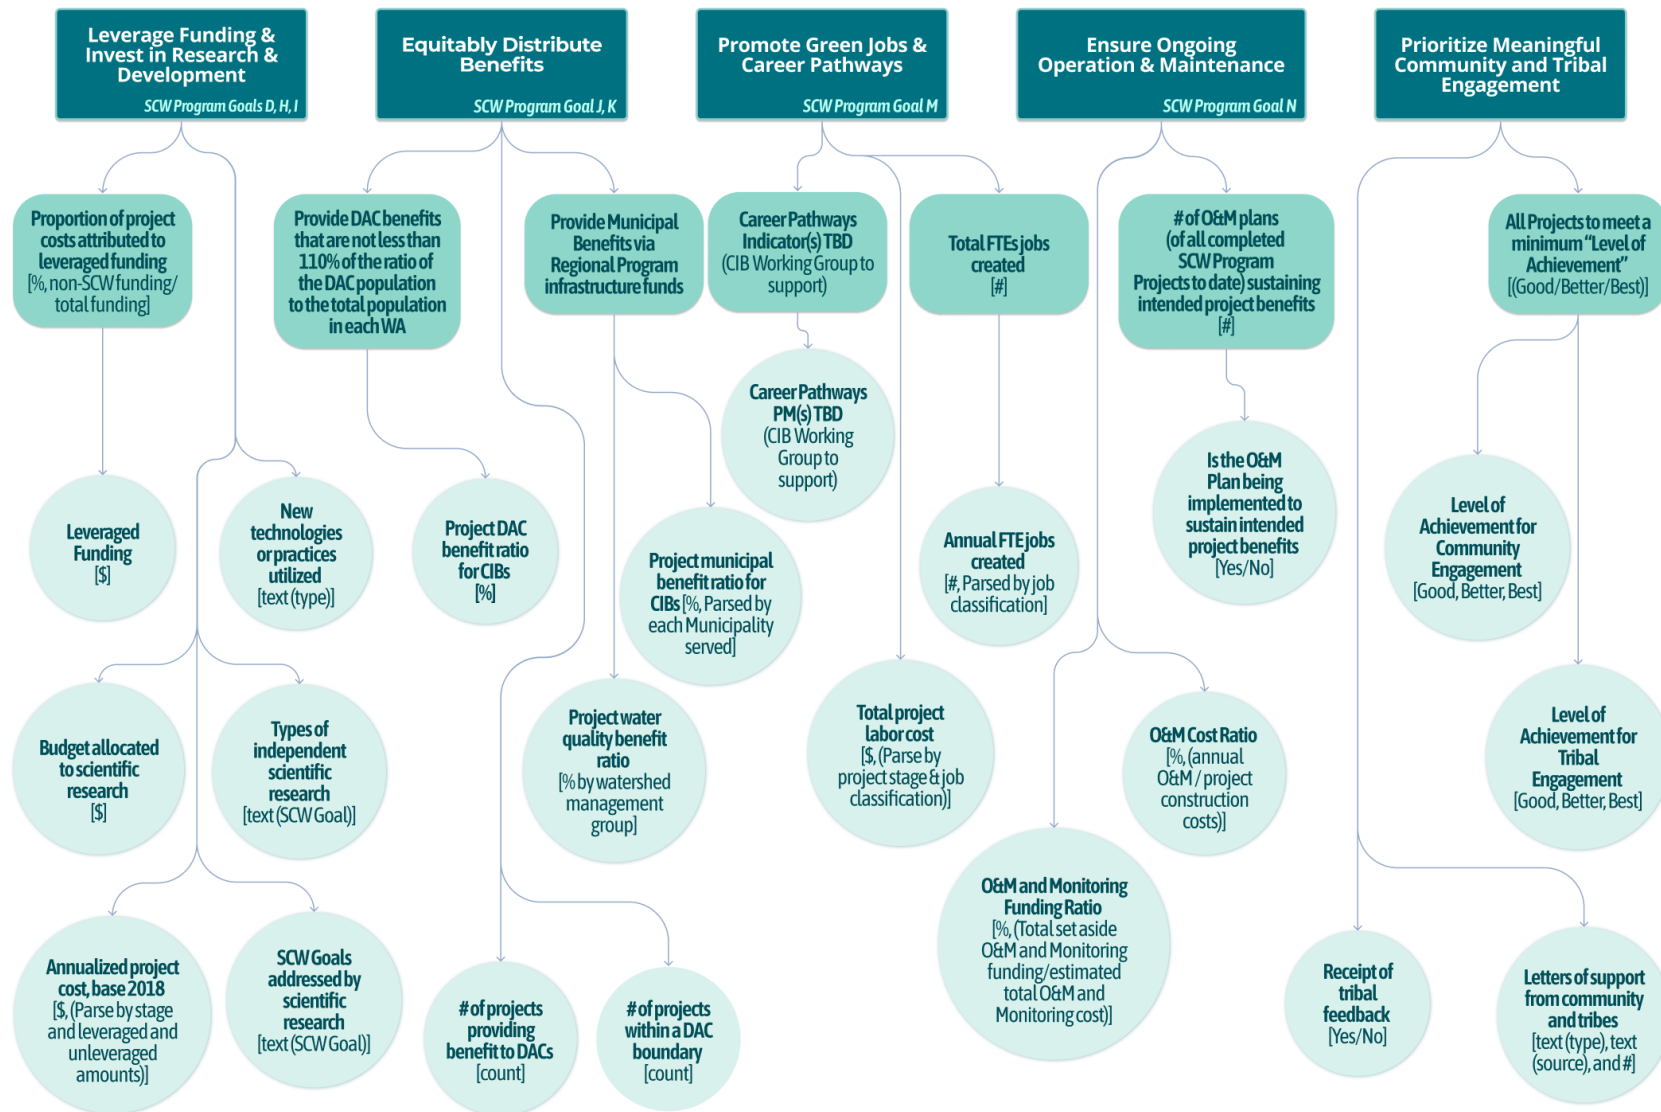 Leverage Funding &
Invest in Research &
Development
SCW Program Goals D, H, I
Equitably Distribute
Benefits
SCW Program Goal J, K
Promote Green Jobs &
Career Pathways
SCW Program Goal M
Ensure Ongoing
Operation & Maintenance
SCW Program Goal N
Prioritize Meaningful
Community and Tribal
Engagement
Proportion of project
costs attributed to
leveraged funding
[%, non-SCW funding/
total funding]
Provide DAC benefits
that are not less than
110% of the ratio of
the DAC population
to the total population
in each WA
Provide Municipal
Benefits via
Regional Program
infrastructure funds
Career Pathways
Indicator(s) TBD
(CIB Working Group to
support)
Total FTEs jobs
created
[#]
# of O&M plans
(of all completed
SCW Program
Projects to date) sustaining
intended project benefits
[#]
All Projects to meet a
minimum “Level of
Achievement”
[(Good/Better/Best)]
Career Pathways
PM(s) TBD
(CIB Working
Group to
support)
Leveraged
Funding
[$]
New
technologies
or practices
utilized
[text (type)]
Project DAC
benefit ratio
for CIBs
[%]
Project municipal
benefit ratio for
CIBs [%, Parsed by
each Municipality
served]
Annual FTE jobs
created
[#, Parsed by job
classification]
Is the O&M
Plan being
implemented to
sustain intended
project benefits
[Yes/No]
Level of
Achievement for
Community
Engagement
[Good, Better, Best]
Budget allocated
to scientific
research
[$]
Types of
independent
scientific
research
[text (SCW Goal)]
Project water
quality benefit
ratio
[% by watershed
management
group]
Total project
labor cost
[$, (Parse by
project stage & job
classification)]
O&M Cost Ratio
[%, (annual
O&M / project
construction
costs)]
Level of
Achievement for
Tribal
Engagement
[Good, Better, Best]
Annualized project
cost, base 2018
[$, (Parse by stage
and leveraged and
unleveraged
amounts)]
SCW Goals
addressed by
scientific
research
[text (SCW Goal)]
# of projects
providing
benefit to DACs
[count]
# of projects
within a DAC
boundary
[count]
O&M and Monitoring
Funding Ratio
[%, (Total set aside
O&M and Monitoring
funding/estimated
total O&M and
Monitoring cost)]
Receipt of
tribal
feedback
[Yes/No]
Letters of support
from community
and tribes
[text (type), text
(source), and #]